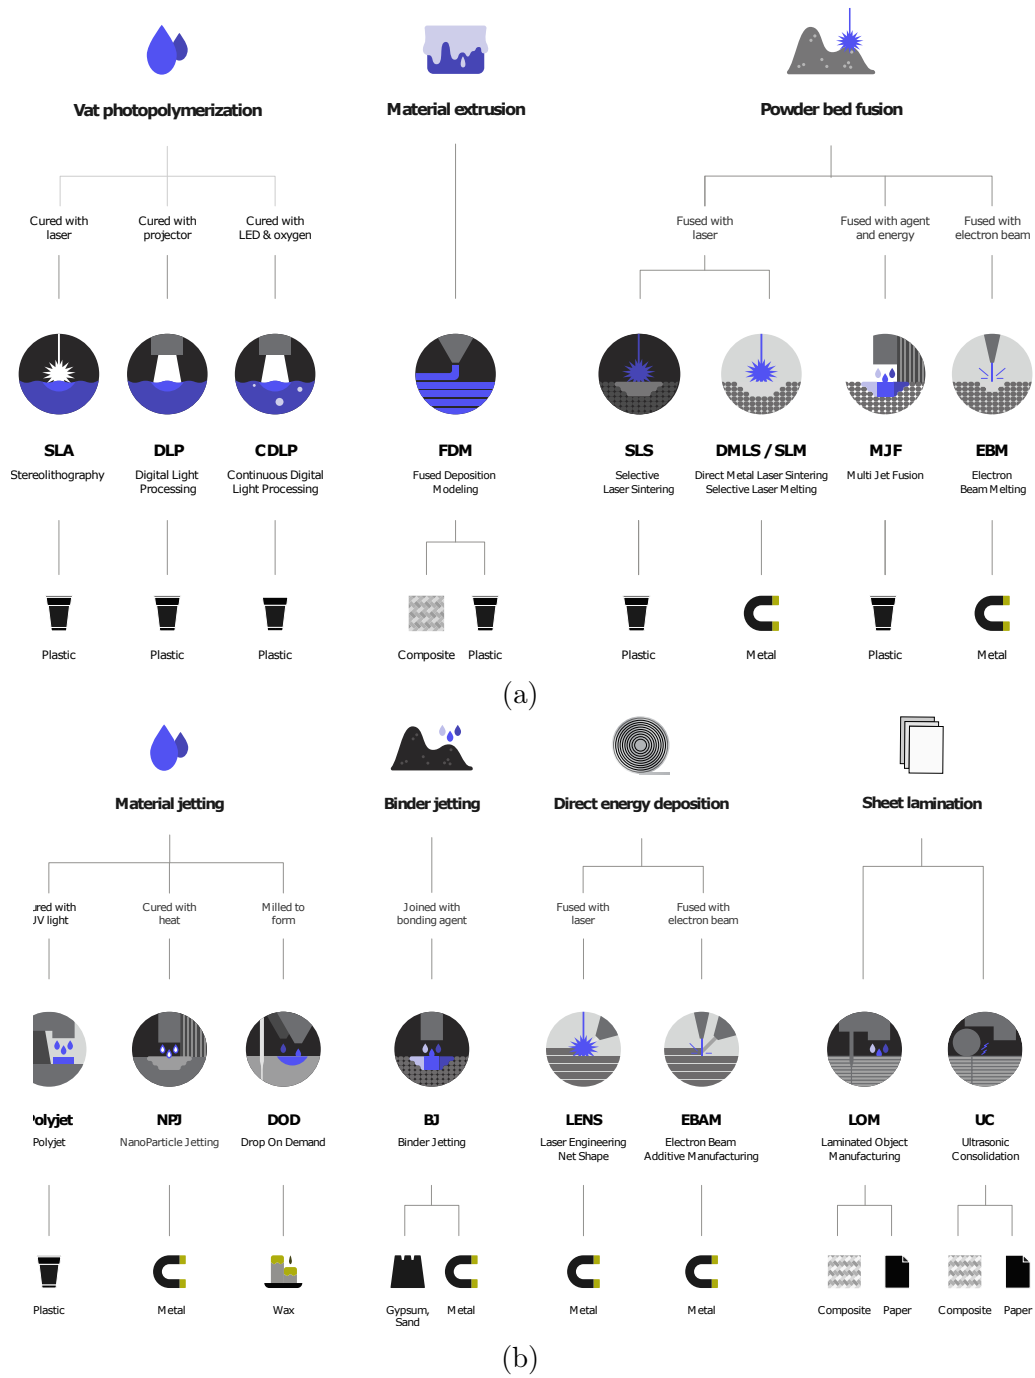 Vat photopolymerization
Material extrusion
Powder bed fusion
Cured with
laser
Cured with
projector
Cured with
LED & oxygen
Fused with
laser
Fused with agent
and energy
Fused with
electron beam
SLA
Stereolithography
DLP
Digital Light
Processing
CDLP
Continuous Digital
Light Processing
FDM
Fused Deposition
Modeling
SLS
Selective
Laser Sintering
DMLS / SLM
Direct Metal Laser Sintering
Selective Laser Melting
MJF
Multi Jet Fusion
EBM
Electron
Beam Melting
Plastic
Plastic
Plastic
Composite
Plastic
Plastic
Metal
Plastic
Metal
(a)
Material jetting
Binder jetting
Direct energy deposition
Sheet lamination
ured with
UV light
Cured with
heat
Milled to
form
Joined with
bonding agent
Fused with
laser
Fused with
electron beam
Polyjet
Polyjet
NPJ
NanoParticle Jetting
DOD
Drop On Demand
BJ
Binder Jetting
LENS
Laser Engineering
Net Shape
EBAM
Electron Beam
Additive Manufacturing
LOM
Laminated Object
Manufacturing
UC
Ultrasonic
Consolidation
Plastic
Metal
Wax
Gypsum,
Sand
Metal
Metal
Metal
Composite
Paper
Composite
Paper
(b)